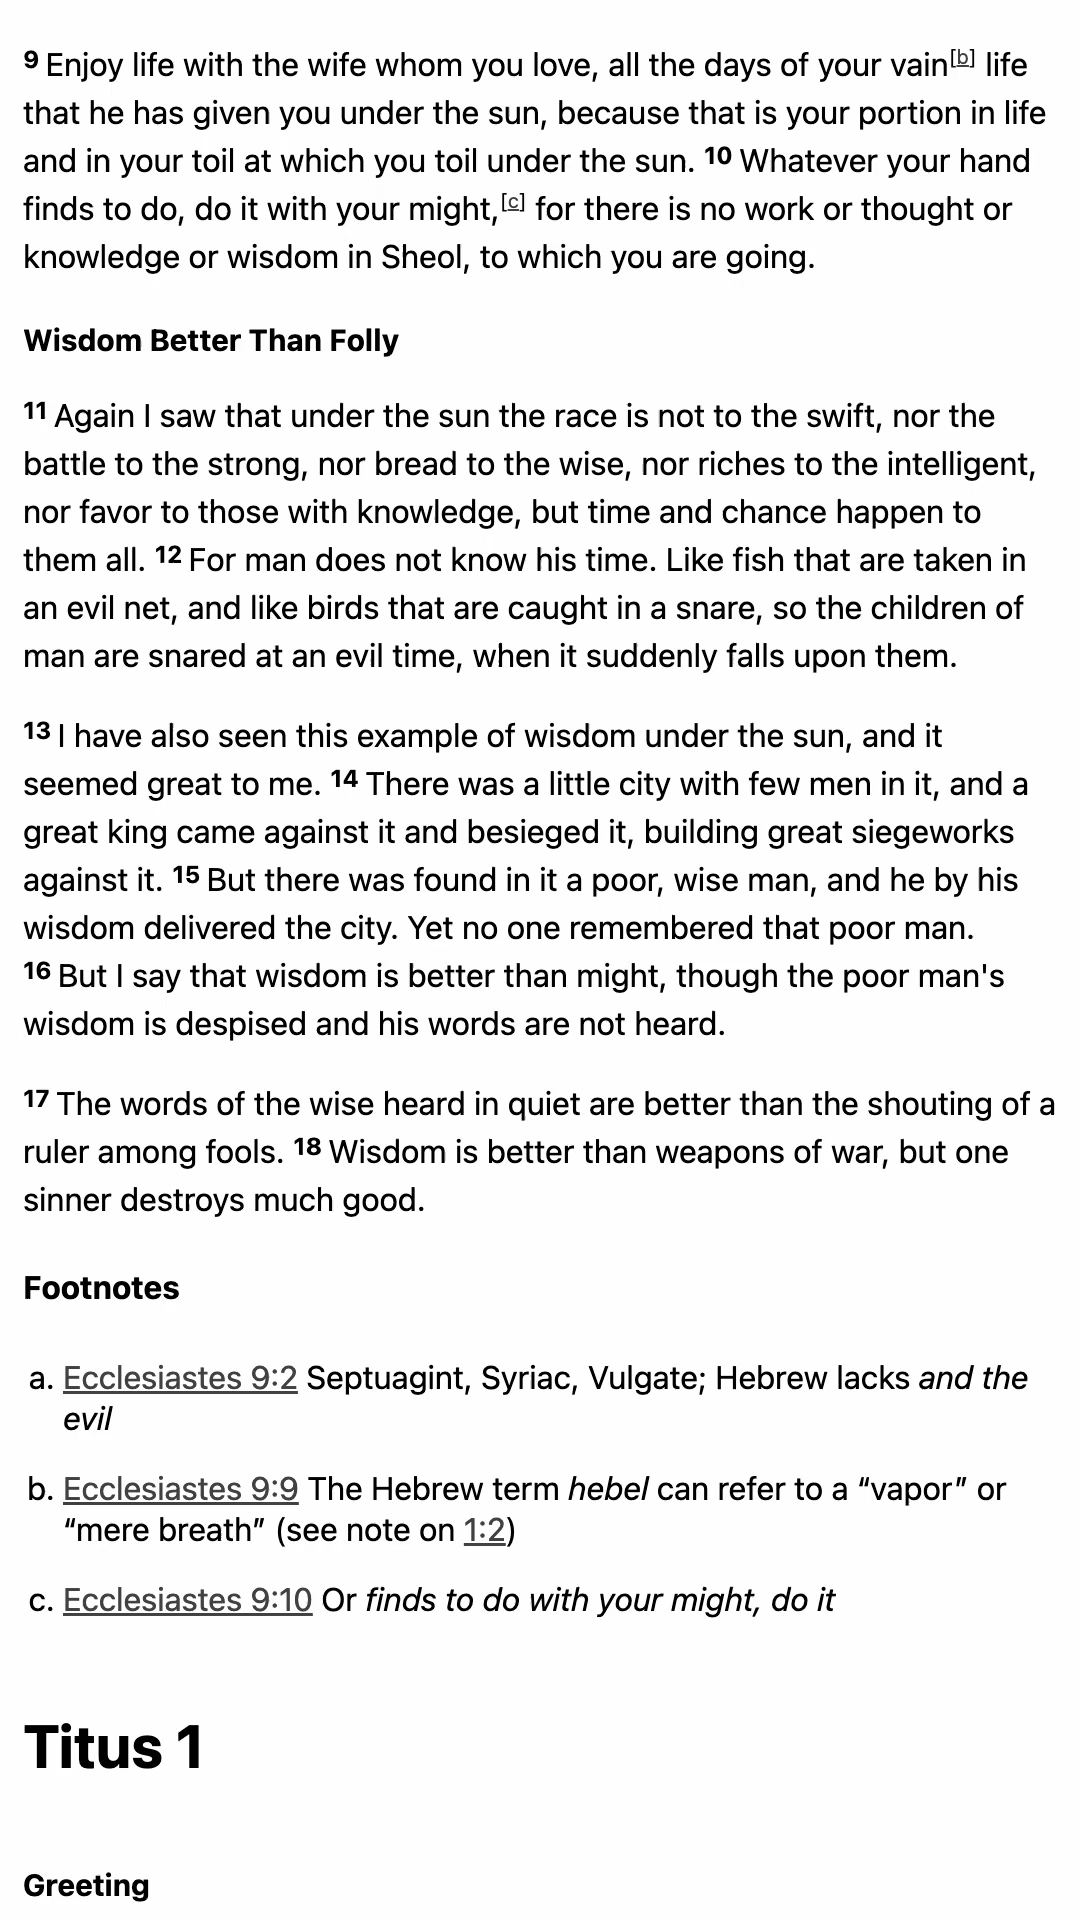 9 Enjoy life with the wife whom you love, all the days of your vain[b] life
that he has given you under the sun, because that is your portion in life
and in your toil at which you toil under the sun. 10 Whatever your hand
finds to do, do it with your might,[c] for there is no work or thought or
knowledge or wisdom in Sheol, to which you are going.
Wisdom Better Than Folly
11 Again I saw that under the sun the race is not to the swift, nor the
battle to the strong, nor bread to the wise, nor riches to the intelligent,
nor favor to those with knowledge, but time and chance happen to
them all. 12 For man does not know his time. Like fish that are taken in
an evil net, and like birds that are caught in a snare, so the children of
man are snared at an evil time, when it suddenly falls upon them.
13 I have also seen this example of wisdom under the sun, and it
seemed great to me. 14 There was a little city with few men in it, and a
great king came against it and besieged it, building great siegeworks
against it. 15 But there was found in it a poor, wise man, and he by his
wisdom delivered the city. Yet no one remembered that poor man.
16 But I say that wisdom is better than might, though the poor man's
wisdom is despised and his words are not heard.
17 The words of the wise heard in quiet are better than the shouting of a
ruler among fools. 18 Wisdom is better than weapons of war, but one
sinner destroys much good.
Footnotes
a. Ecclesiastes 9:2 Septuagint, Syriac, Vulgate; Hebrew lacks and the
evil
b. Ecclesiastes 9:9 The Hebrew term hebel can refer to a “vapor” or
“mere breath” (see note on 1:2)
c. Ecclesiastes 9:10 Or finds to do with your might, do it
Titus 1
Greeting